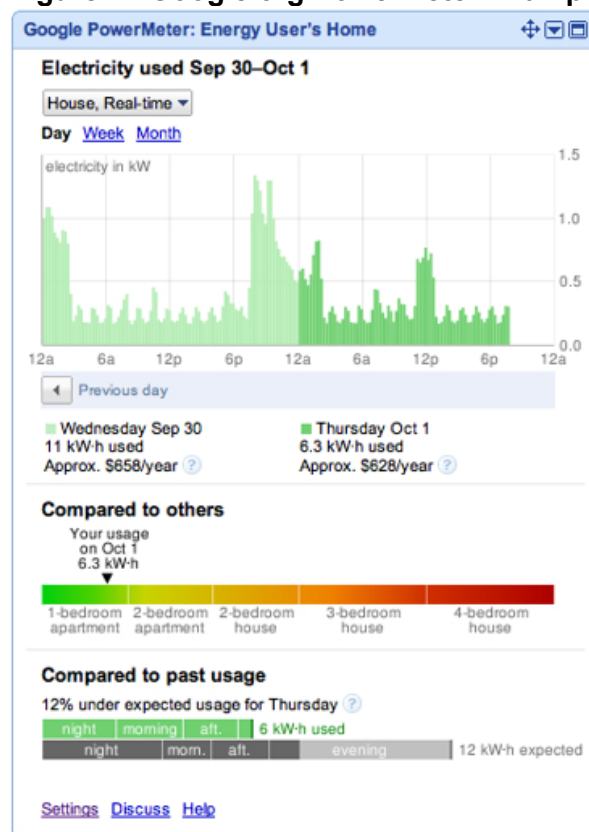 Google PowerMeter: Energy User's Home
Electricity used Sep 30–Oct 1
House, Real-time
Day Week Month
electricity in kW
1.5
1.0
0.5
0.0
12a 6a 12p 6p 12a 6a 12p 6p 12a
Previous day
Wednesday Sep 30 Thursday Oct 1
11 kW·h used 6.3 kW·h used
Approx. $658/year ? Approx. $628/year ?
Compared to others
Your usage
on Oct 1
6.3 kW·h
1-bedroom 2-bedroom 2-bedroom 3-bedroom 4-bedroom
apartment apartment house house house
Compared to past usage
12% under expected usage for Thursday ?
night morning aft. 6 kW·h used
night morn. aft. evening 12 kW·h expected
Settings Discuss Help